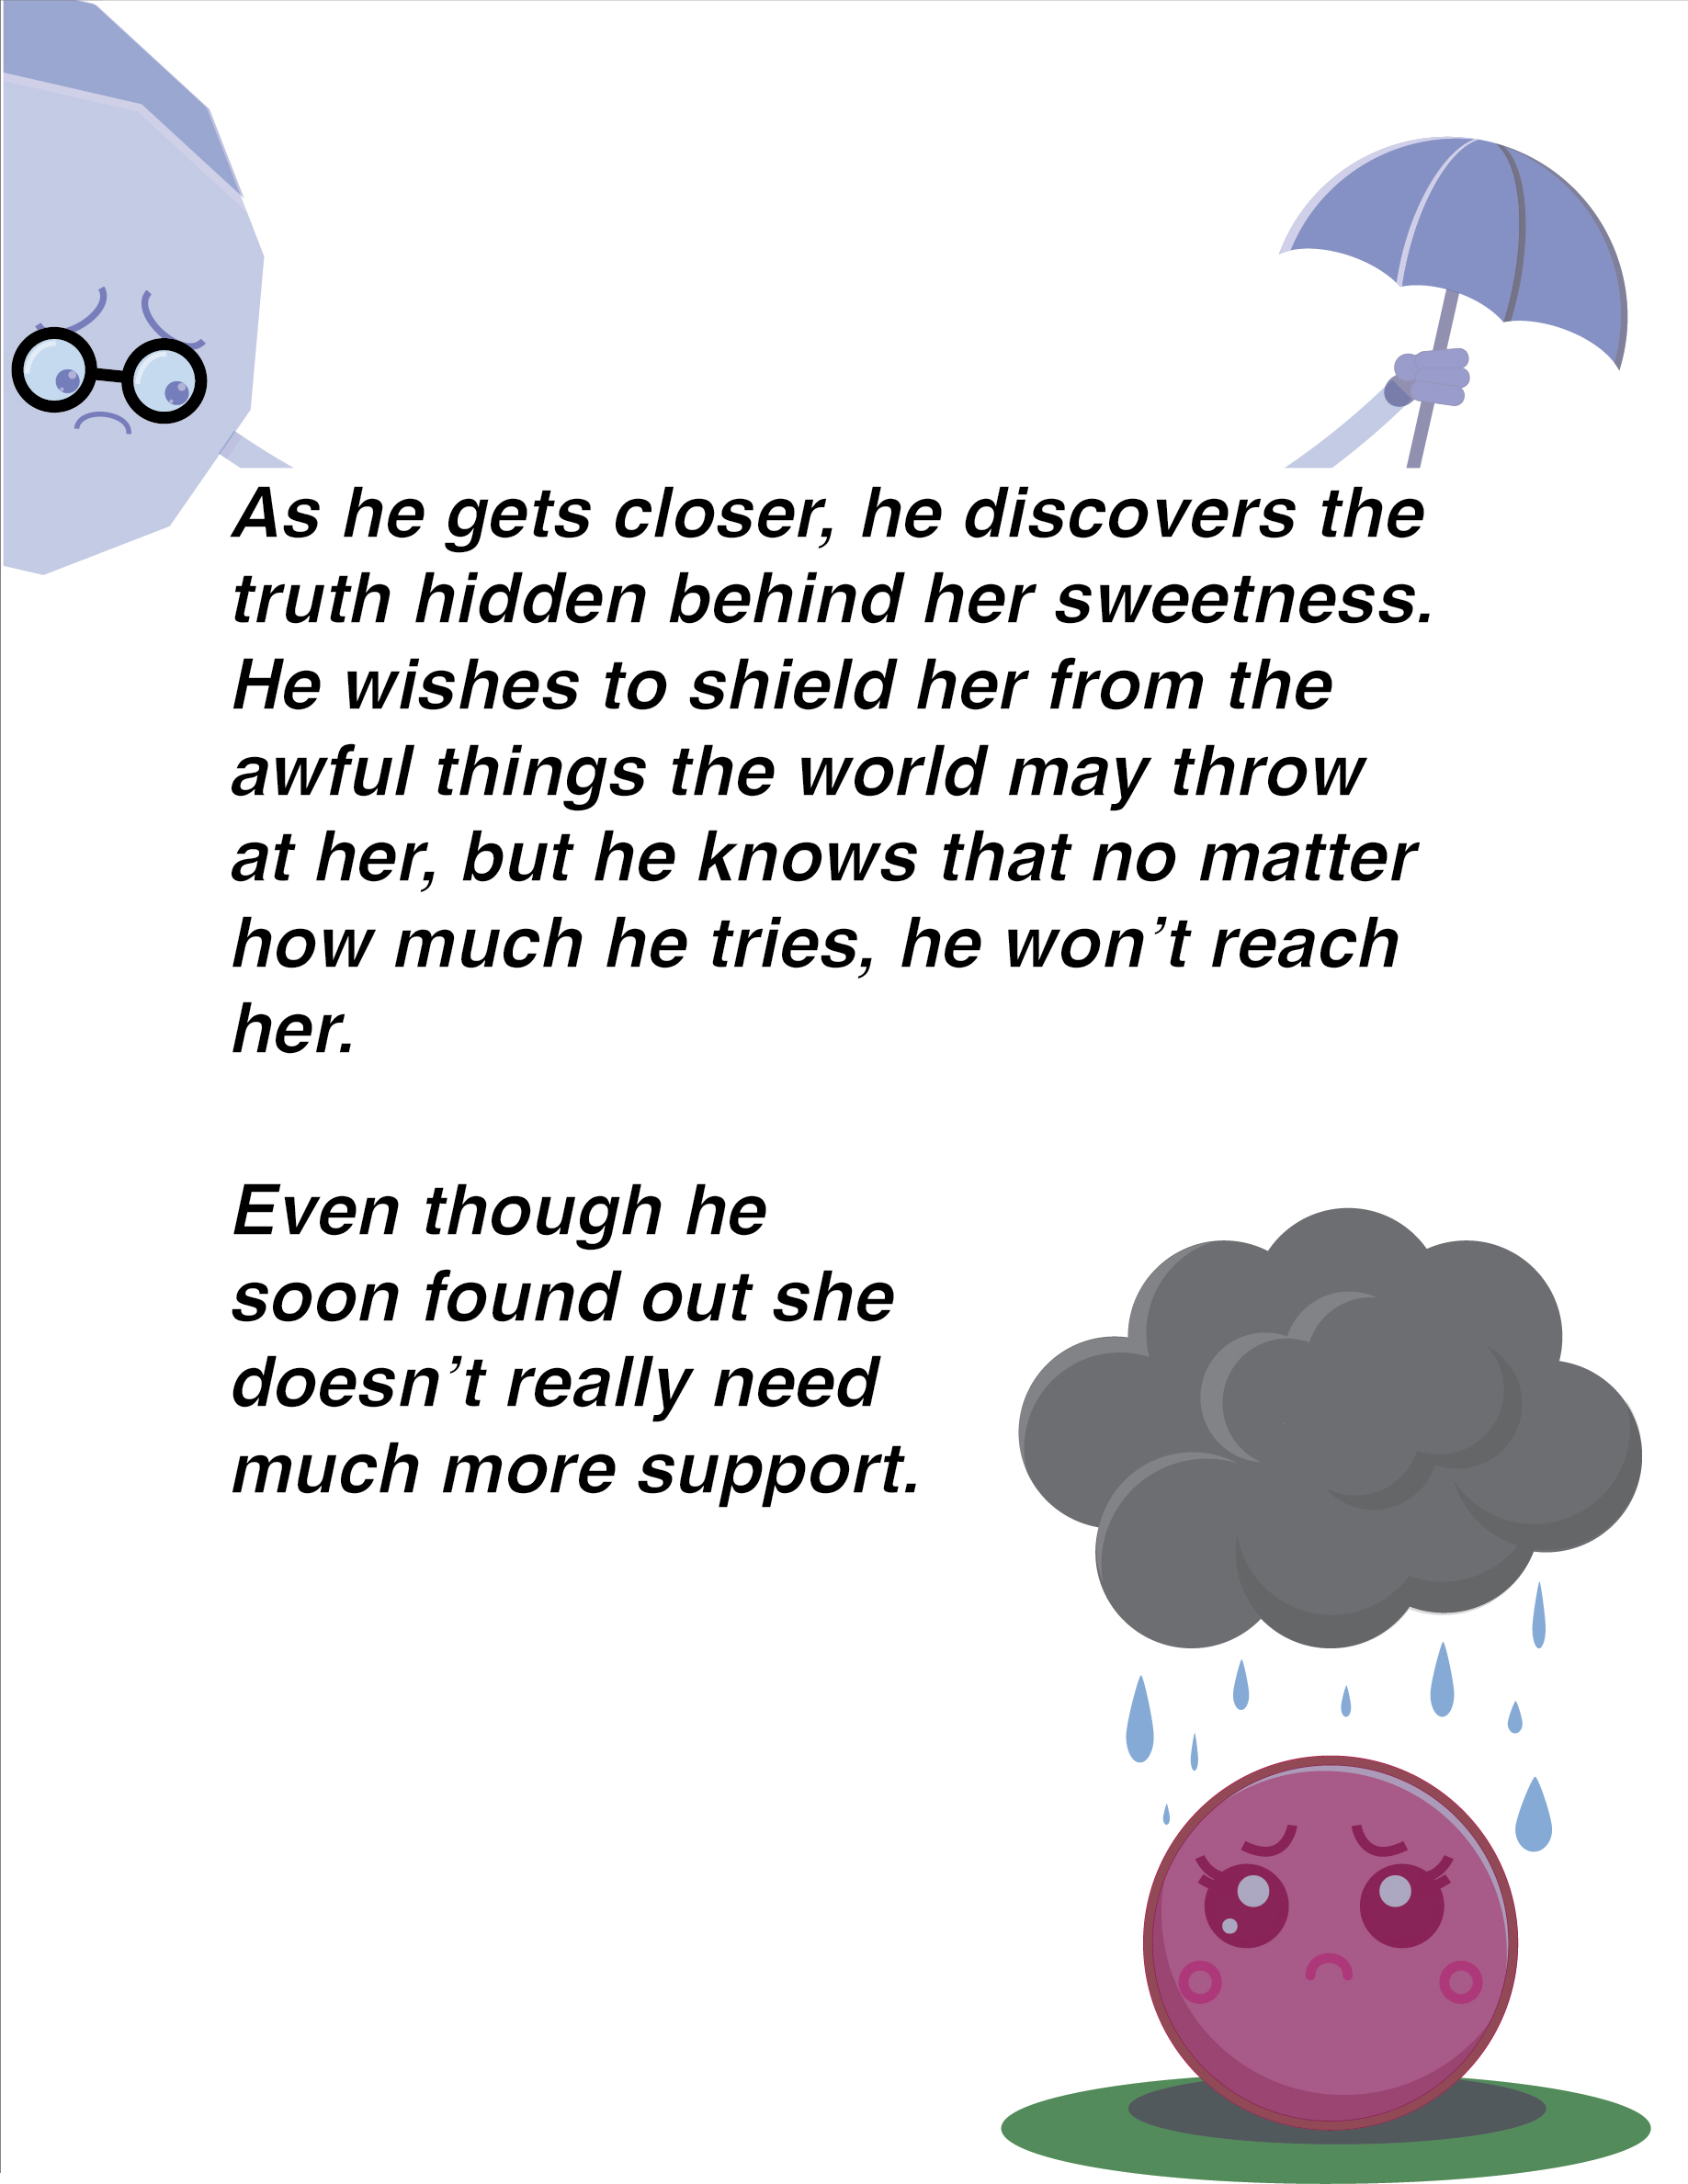 As he gets closer, he discovers the
truth hidden behind her sweetness.
He wishes to shield her from the
awful things the world may throw
at her, but he knows that no matter
how much he tries, he won’t reach
her.
Even though he
soon found out she
doesn’t really need
much more support.